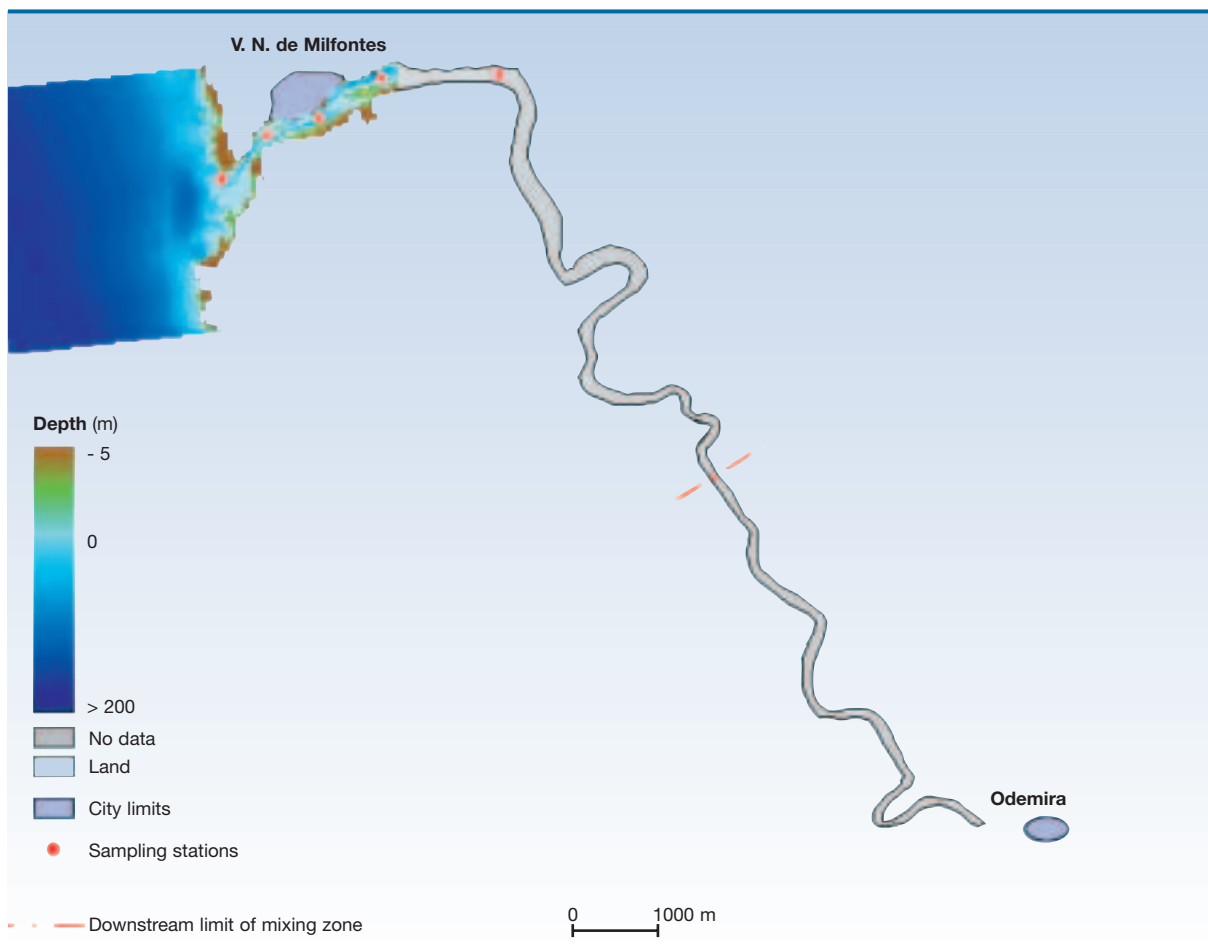 V. N. de Milfontes
Depth (m)
- 5
0
> 200
No data
Land
City limits
Sampling stations
Downstream limit of mixing zone
Odemira
0 1000 m